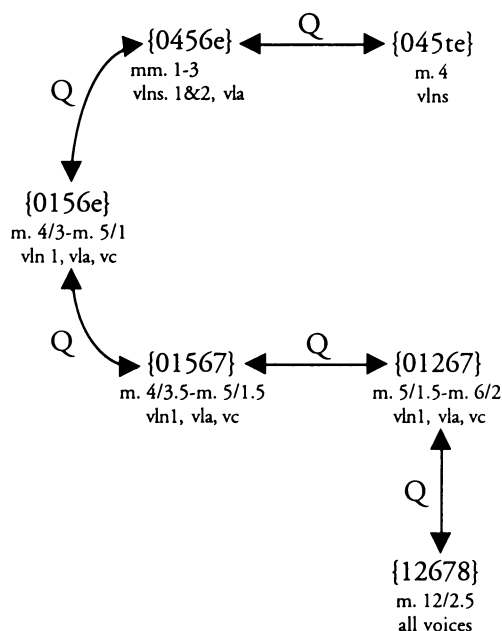 {0456e} Q {045te}
mm. 1-3 m. 4
vlns. 1&2, vla vlns
Q
{0156e}
m. 4/3-m. 5/1
vln 1, vla, vc
Q
{01567} Q {01267}
m. 4/3.5-m. 5/1.5 m. 5/1.5-m. 6/2
vln1, vla, vc vln1, vla, vc
Q
{12678}
m. 12/2.5
all voices